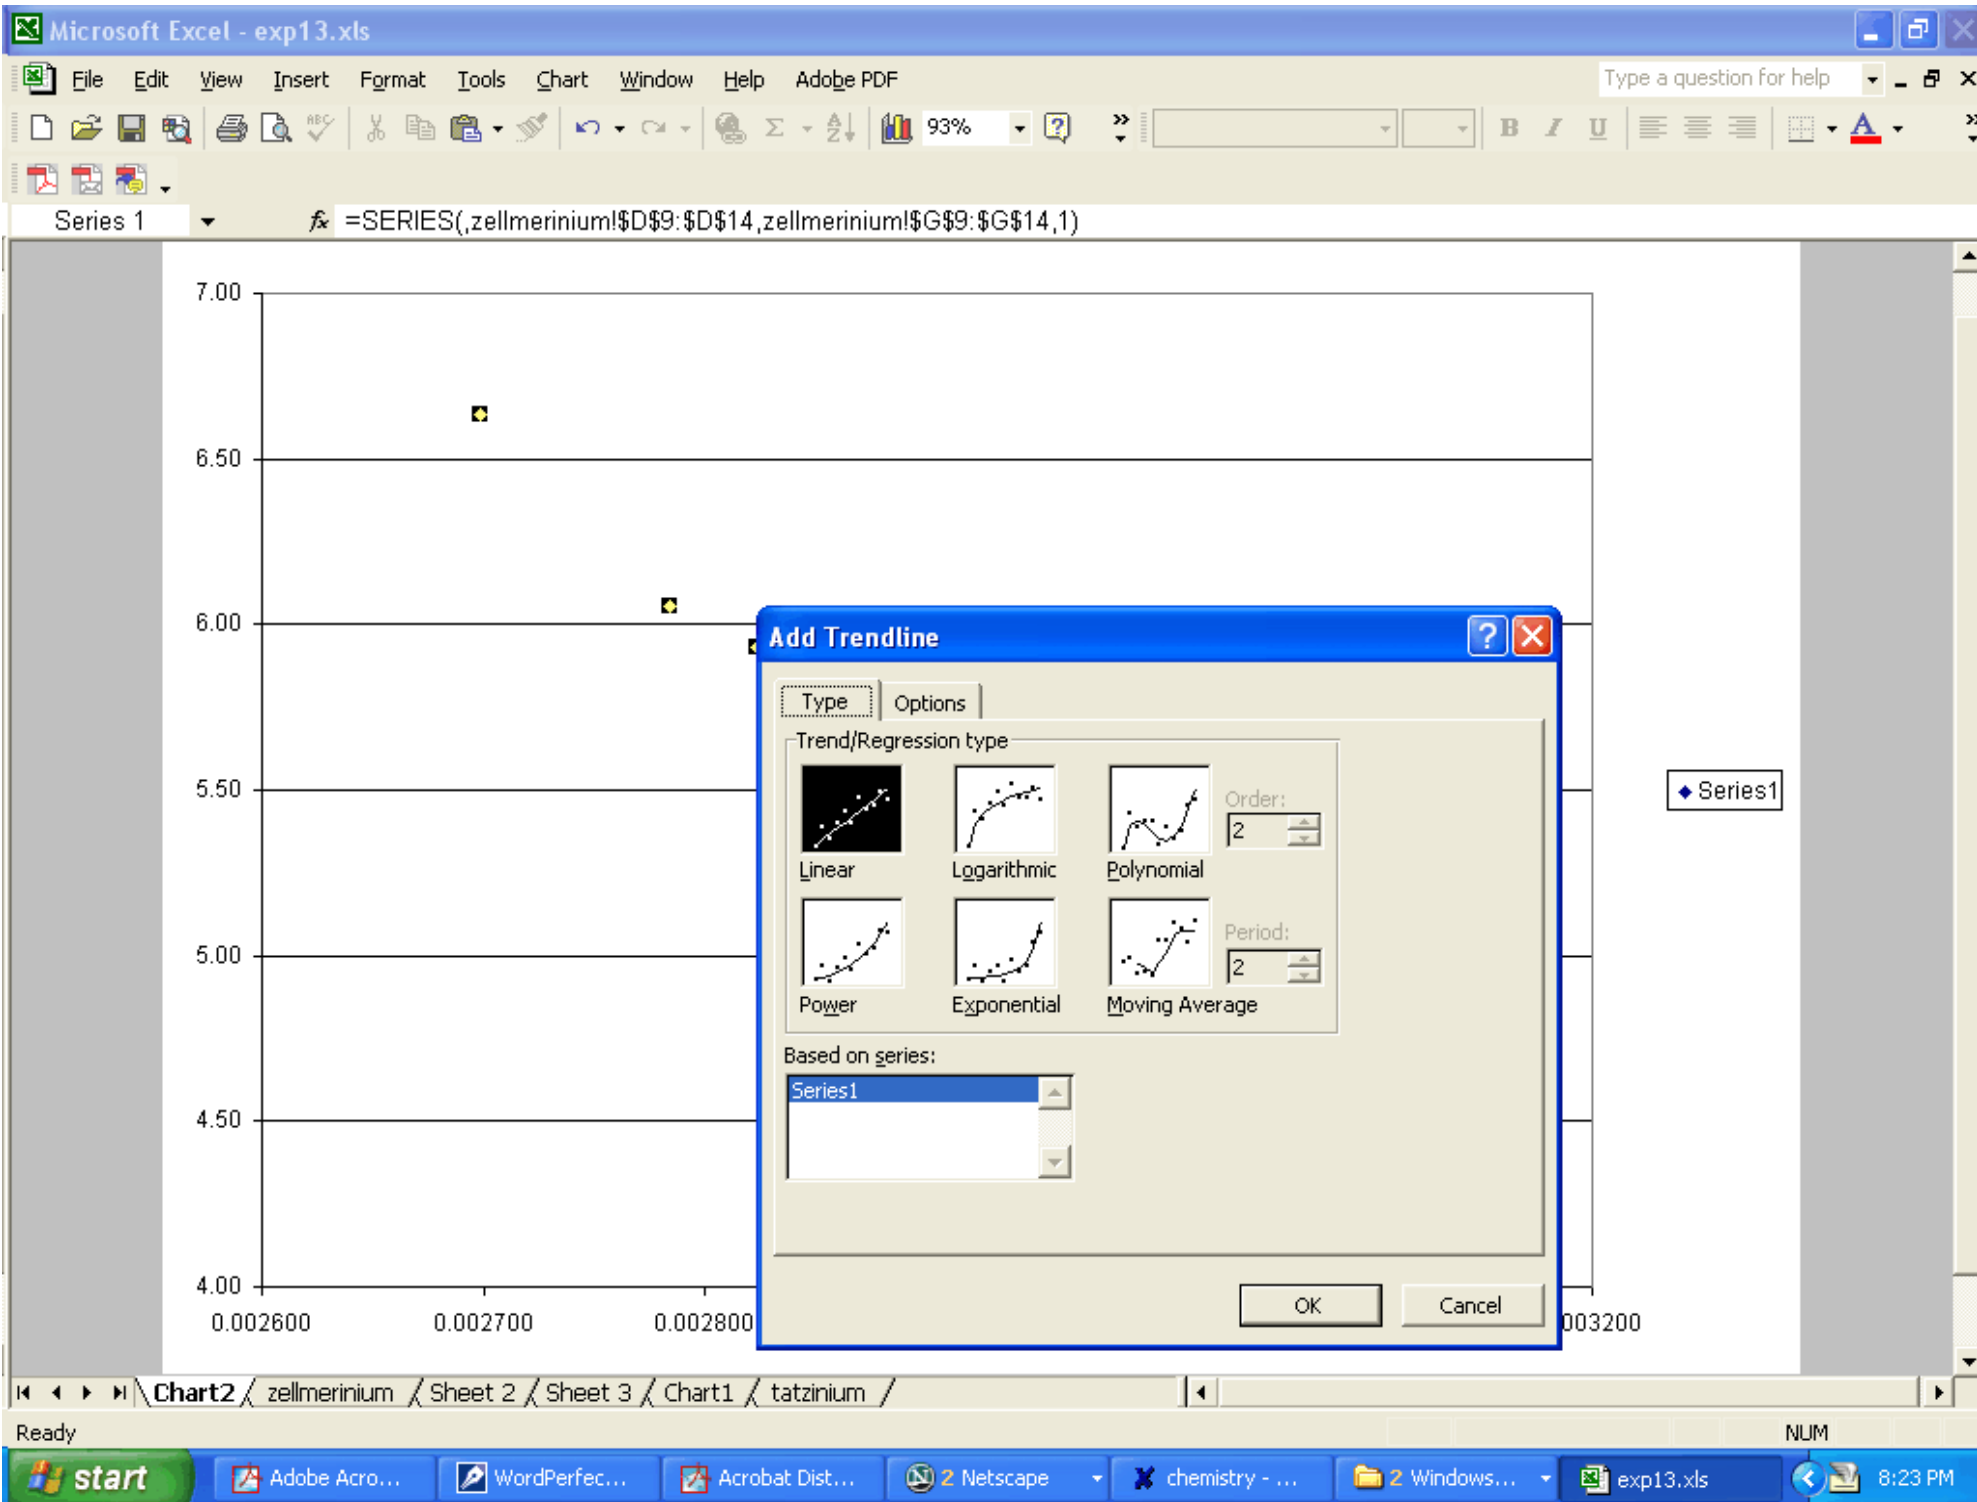 Microsoft Excel - exp13.xls
File Edit View Insert Format Tools Chart Window Help Adobe PDF Type a question for help
ABC Σ A Z 93% ? » B I U A »
Series 1 fx =SERIES(,zellmerinium!$D$9:$D$14,zellmerinium!$G$9:$G$14,1)
7.00
6.50
6.00
5.50
5.00
4.50
4.00
0.002600 0.002700 0.002800 003200
Series1
Add Trendline
Type Options
Trend/Regression type
Order:
2
Linear Logarithmic Polynomial
Period:
2
Power Exponential Moving Average
Based on series:
Series1
OK Cancel
Chart2 zellmerinium Sheet 2 Sheet 3 Chart1 tatzinium
Ready NUM
start Adobe Acro... WordPerfec... Acrobat Dist... 2 Netscape chemistry - ... 2 Windows... exp13.xls 8:23 PM